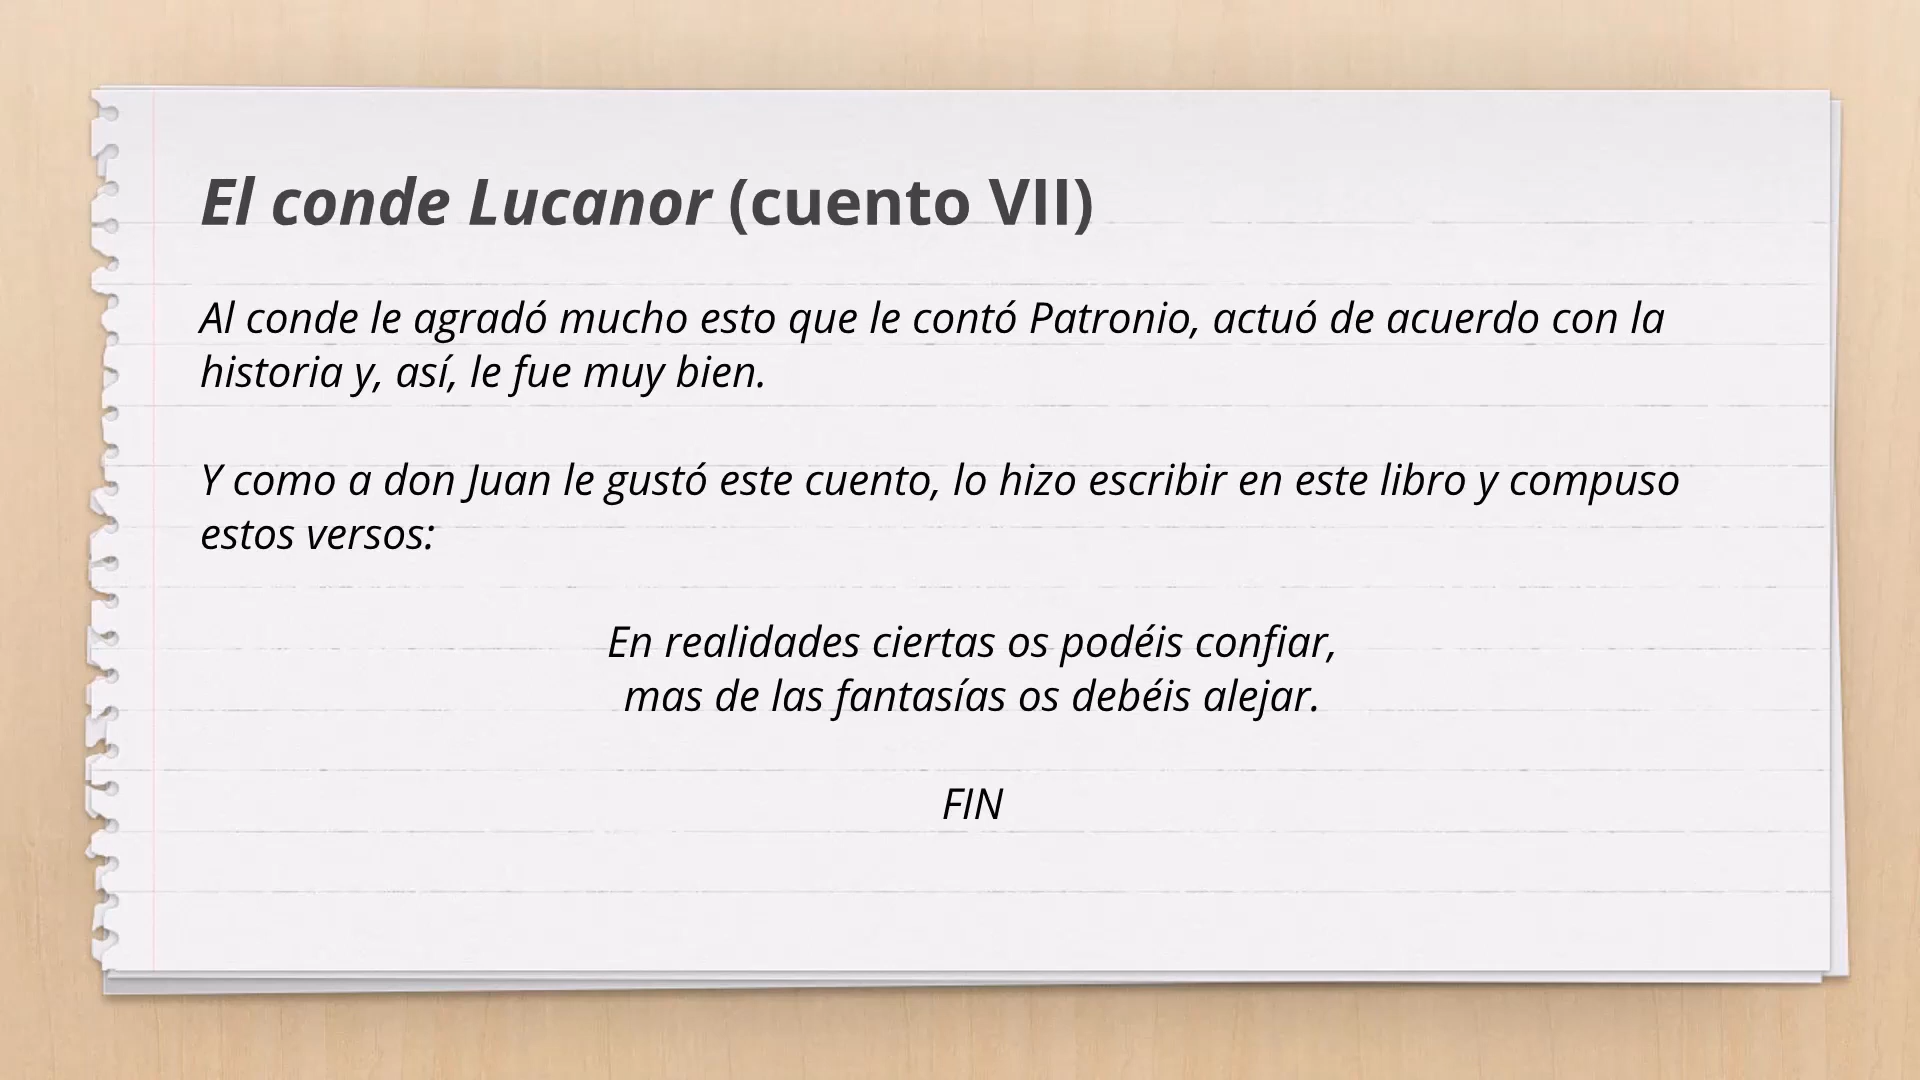 El conde Lucanor (cuento VII)
Al conde le agradó mucho esto que le contó Patronio, actuó de acuerdo con la
historia y, así, le fue muy bien.
Y como a don Juan le gustó este cuento, lo hizo escribir en este libro y compuso
estos versos:
En realidades ciertas os podéis confiar,
mas de las fantasías os debéis alejar.
FIN